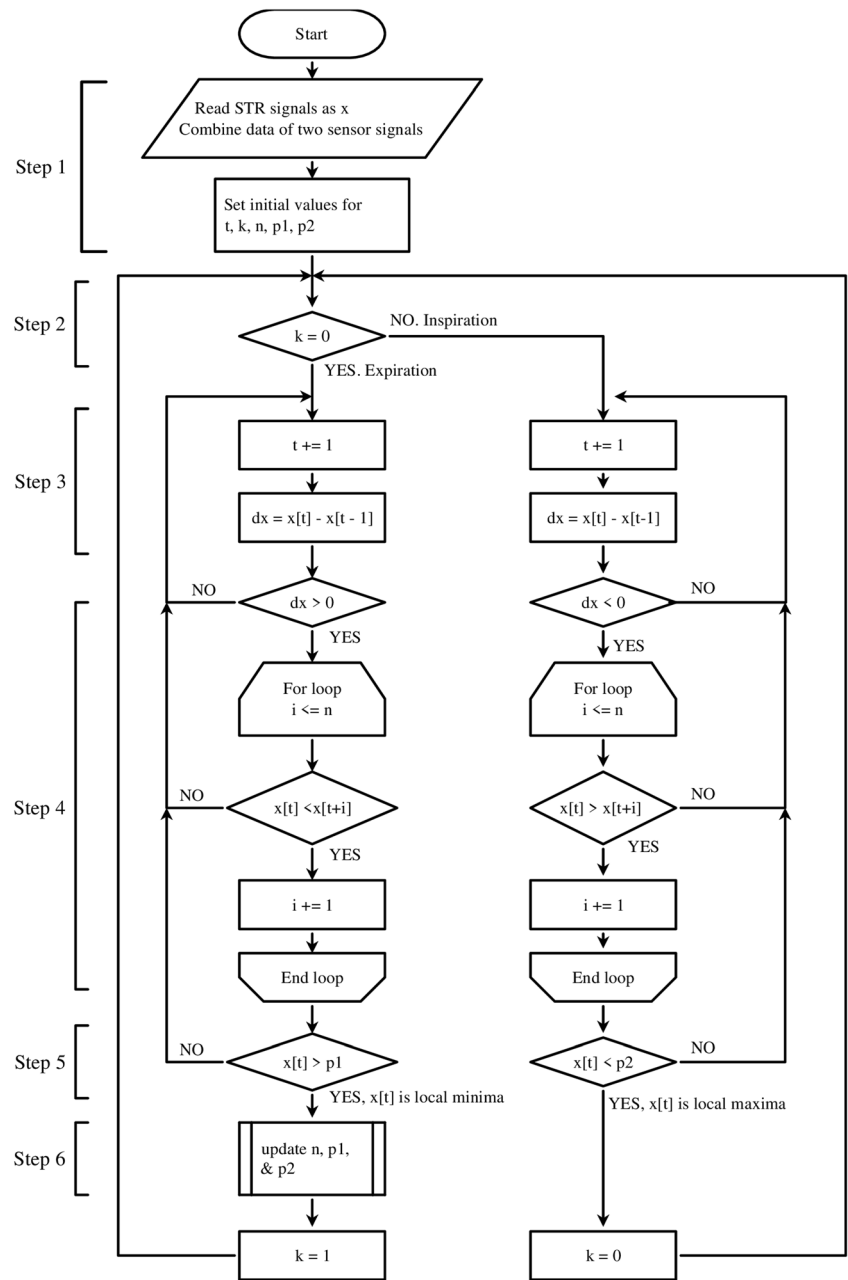 Start
Step 1
Read STR signals as x
Combine data of two sensor signals
Set initial values for
t, k, n, p1, p2
Step 2
k = 0
NO. Inspiration
YES. Expiration
Step 3
t += 1
t += 1
dx = x[t] - x[t - 1]
dx = x[t] - x[t-1]
Step 4
NO
dx > 0
dx < 0
NO
YES
YES
For loop
i <= n
For loop
i <= n
NO
x[t] <x[t+i]
x[t] > x[t+i]
NO
YES
YES
i += 1
i += 1
End loop
End loop
Step 5
NO
x[t] > p1
x[t] < p2
NO
YES, x[t] is local minima
YES, x[t] is local maxima
Step 6
update n, p1,
& p2
k = 1
k = 0